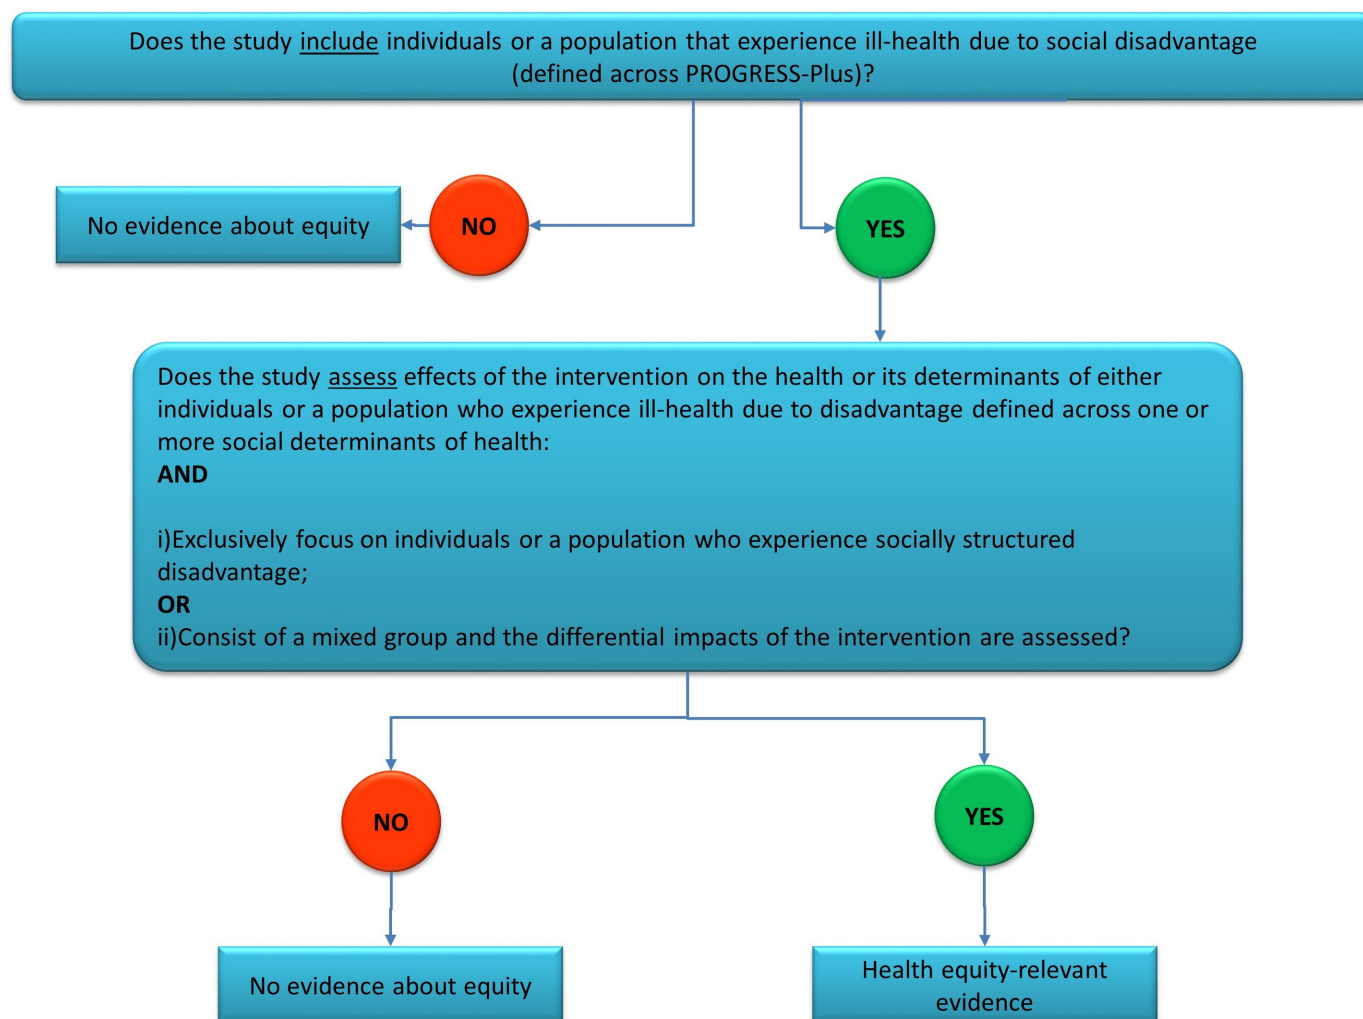 Does the study include individuals or a population that experience ill-health due to social disadvantage
(defined across PROGRESS-Plus)?
No evidence about equity
NO
YES
Does the study assess effects of the intervention on the health or its determinants of either
individuals or a population who experience ill-health due to disadvantage defined across one or
more social determinants of health:
AND
i)Exclusively focus on individuals or a population who experience socially structured
disadvantage;
OR
ii)Consist of a mixed group and the differential impacts of the intervention are assessed?
NO
YES
No evidence about equity
Health equity-relevant
evidence